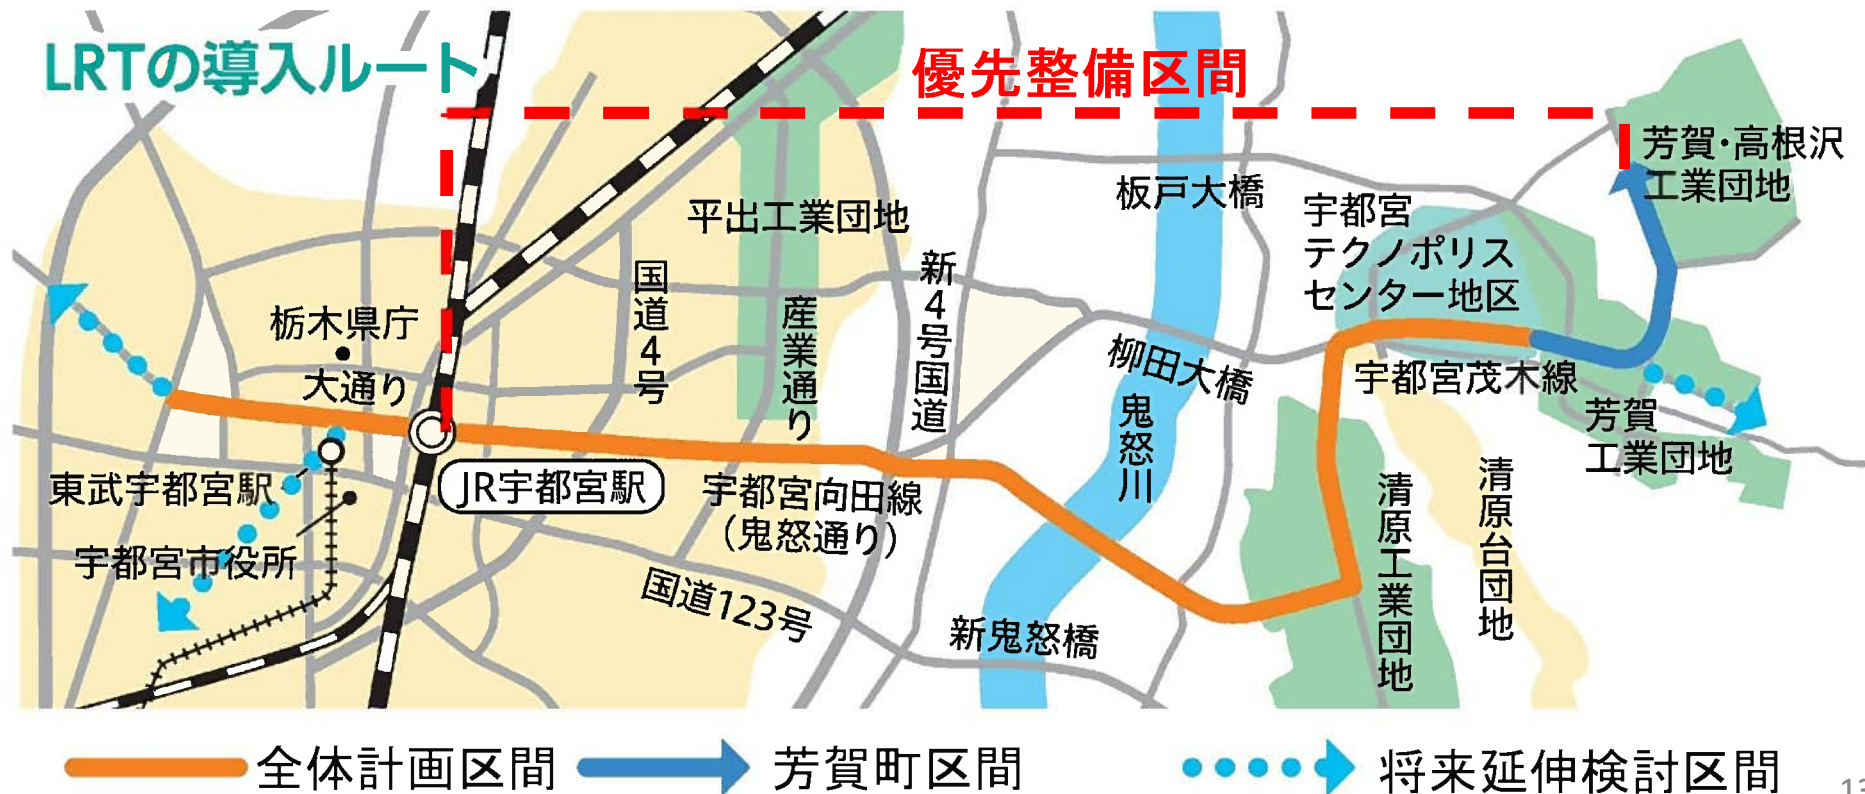 LRTの導入ルート
優先整備区間
芳賀・高根沢
工業団地
板戸大橋
宇都宮
テクノポリス
センター地区
平出工業団地
新4号国道
国道4号
産業通り
栃木県庁
大通り
柳田大橋
鬼怒川
宇都宮茂木線
芳賀
工業団地
東武宇都宮駅
JR宇都宮駅
宇都宮向田線
(鬼怒通り)
清原工業団地
清原台団地
宇都宮市役所
国道123号
新鬼怒橋
全体計画区間
芳賀町区間
将来延伸検討区間